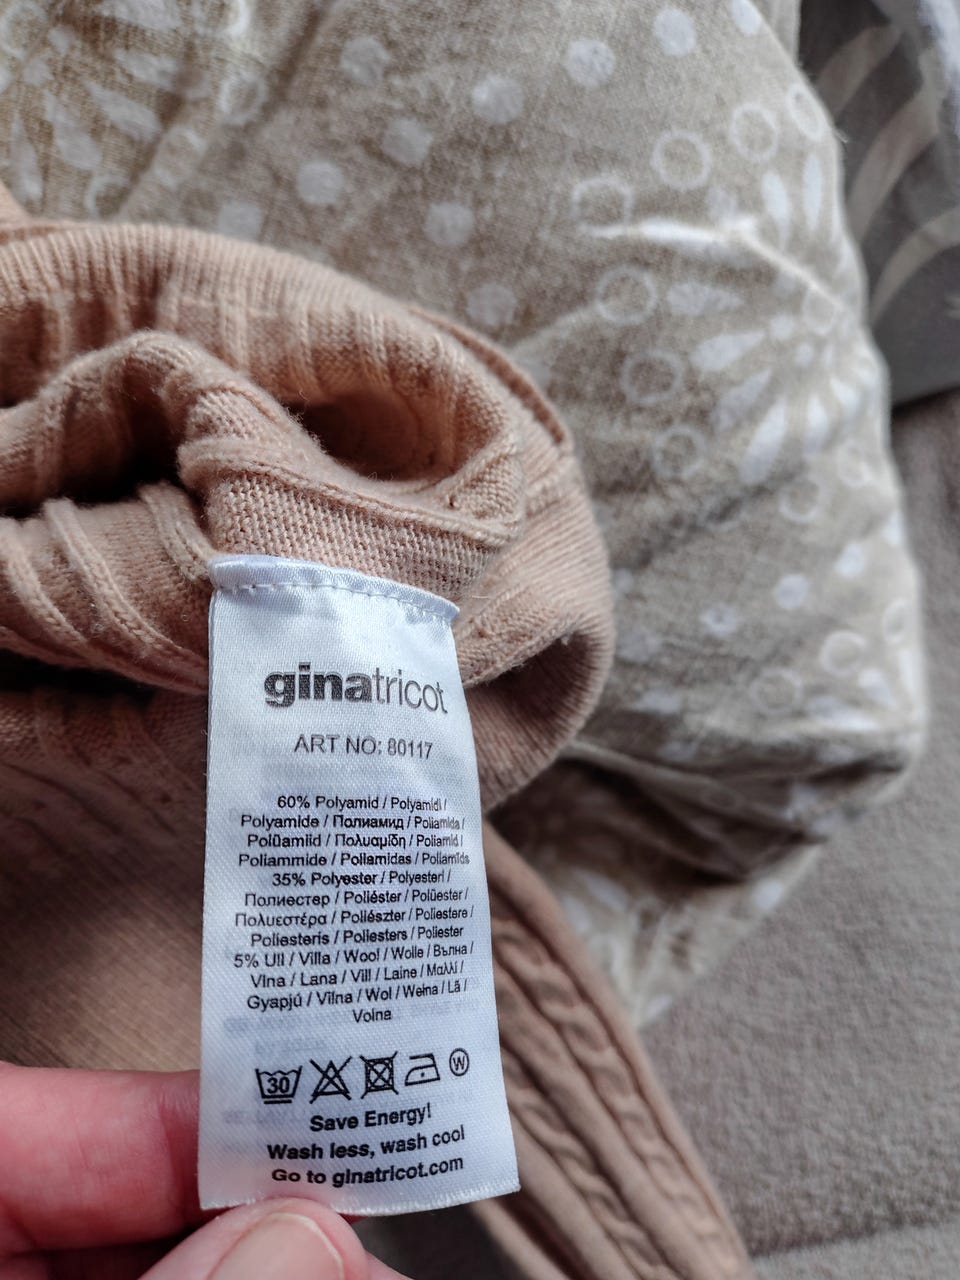 ginatricot
ART NO: 80117
60% Polyamid / Polyamidi /
Polyamide / Полиамид / Poliamida /
Polüamiid / Πολυαμίδη / Poliamid /
Poliammide / Poliamidas / Poliamīds
35% Polyester / Polyesteri /
Полиестер / Poliéster / Polüester /
Πολυεστέρα / Poliészter / Poliestere /
Poliesteris / Poliesters / Poliester
5% Ull / Villa / Wool / Wolle / Вълна /
Vlna / Lana / Vill / Laine / Μαλλί /
Gyapjú / Vilna / Wol / Wełna / Lã /
Volna
30 W
Save Energy!
Wash less, wash cool
Go to ginatricot.com